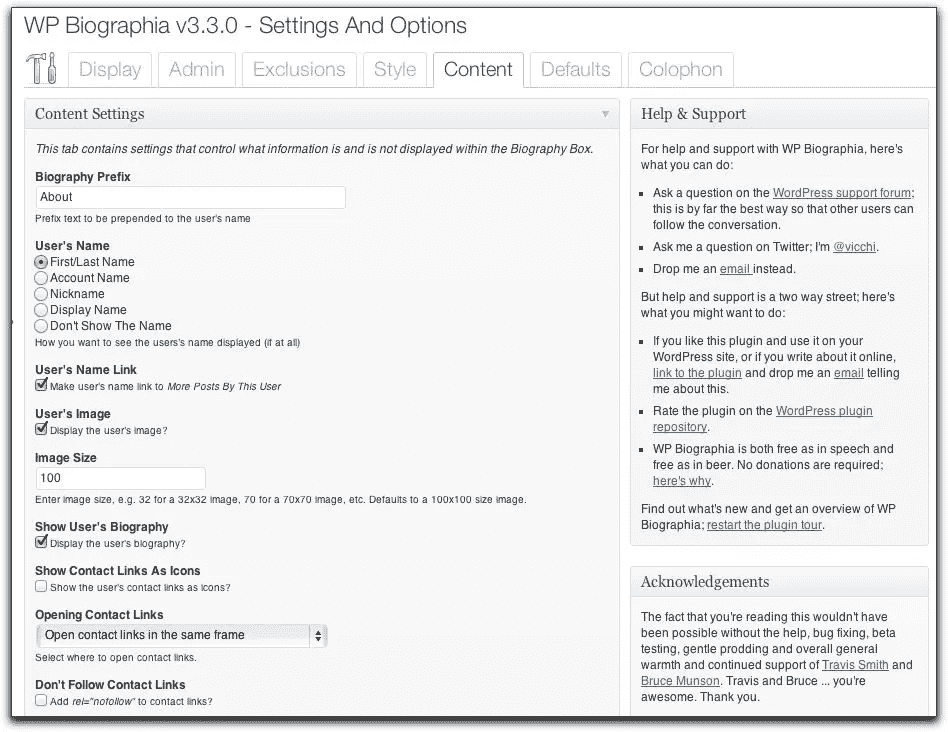 WP Biographia v3.3.0 - Settings And Options
Display
Admin
Exclusions
Style
Content
Defaults
Colophon
Content Settings
This tab contains settings that control what information is and is not displayed within the Biography Box.
Biography Prefix
About
Prefix text to be prepended to the user's name
User's Name
First/Last Name
Account Name
Nickname
Display Name
Don't Show The Name
How you want to see the users's name displayed (if at all)
User's Name Link
Make user's name link to More Posts By This User
User's Image
Display the user's image?
Image Size
100
Enter image size, e.g. 32 for a 32x32 image, 70 for a 70x70 image, etc. Defaults to a 100x100 size image.
Show User's Biography
Display the user's biography?
Show Contact Links As Icons
Show the user's contact links as icons?
Opening Contact Links
Open contact links in the same frame
Select where to open contact links.
Don't Follow Contact Links
Add rel="nofollow" to contact links?
Help & Support
For help and support with WP Biographia, here's
what you can do:
Ask a question on the WordPress support forum;
this is by far the best way so that other users can
follow the conversation.
Ask me a question on Twitter; I'm @vicchi.
Drop me an email instead.
But help and support is a two way street; here's
what you might want to do:
If you like this plugin and use it on your
WordPress site, or if you write about it online,
link to the plugin and drop me an email telling
me about this.
Rate the plugin on the WordPress plugin
repository.
WP Biographia is both free as in speech and
free as in beer. No donations are required;
here's why.
Find out what's new and get an overview of WP
Biographia; restart the plugin tour.
Acknowledgements
The fact that you're reading this wouldn't have
been possible without the help, bug fixing, beta
testing, gentle prodding and overall general
warmth and continued support of Travis Smith and
Bruce Munson. Travis and Bruce ... you're
awesome. Thank you.